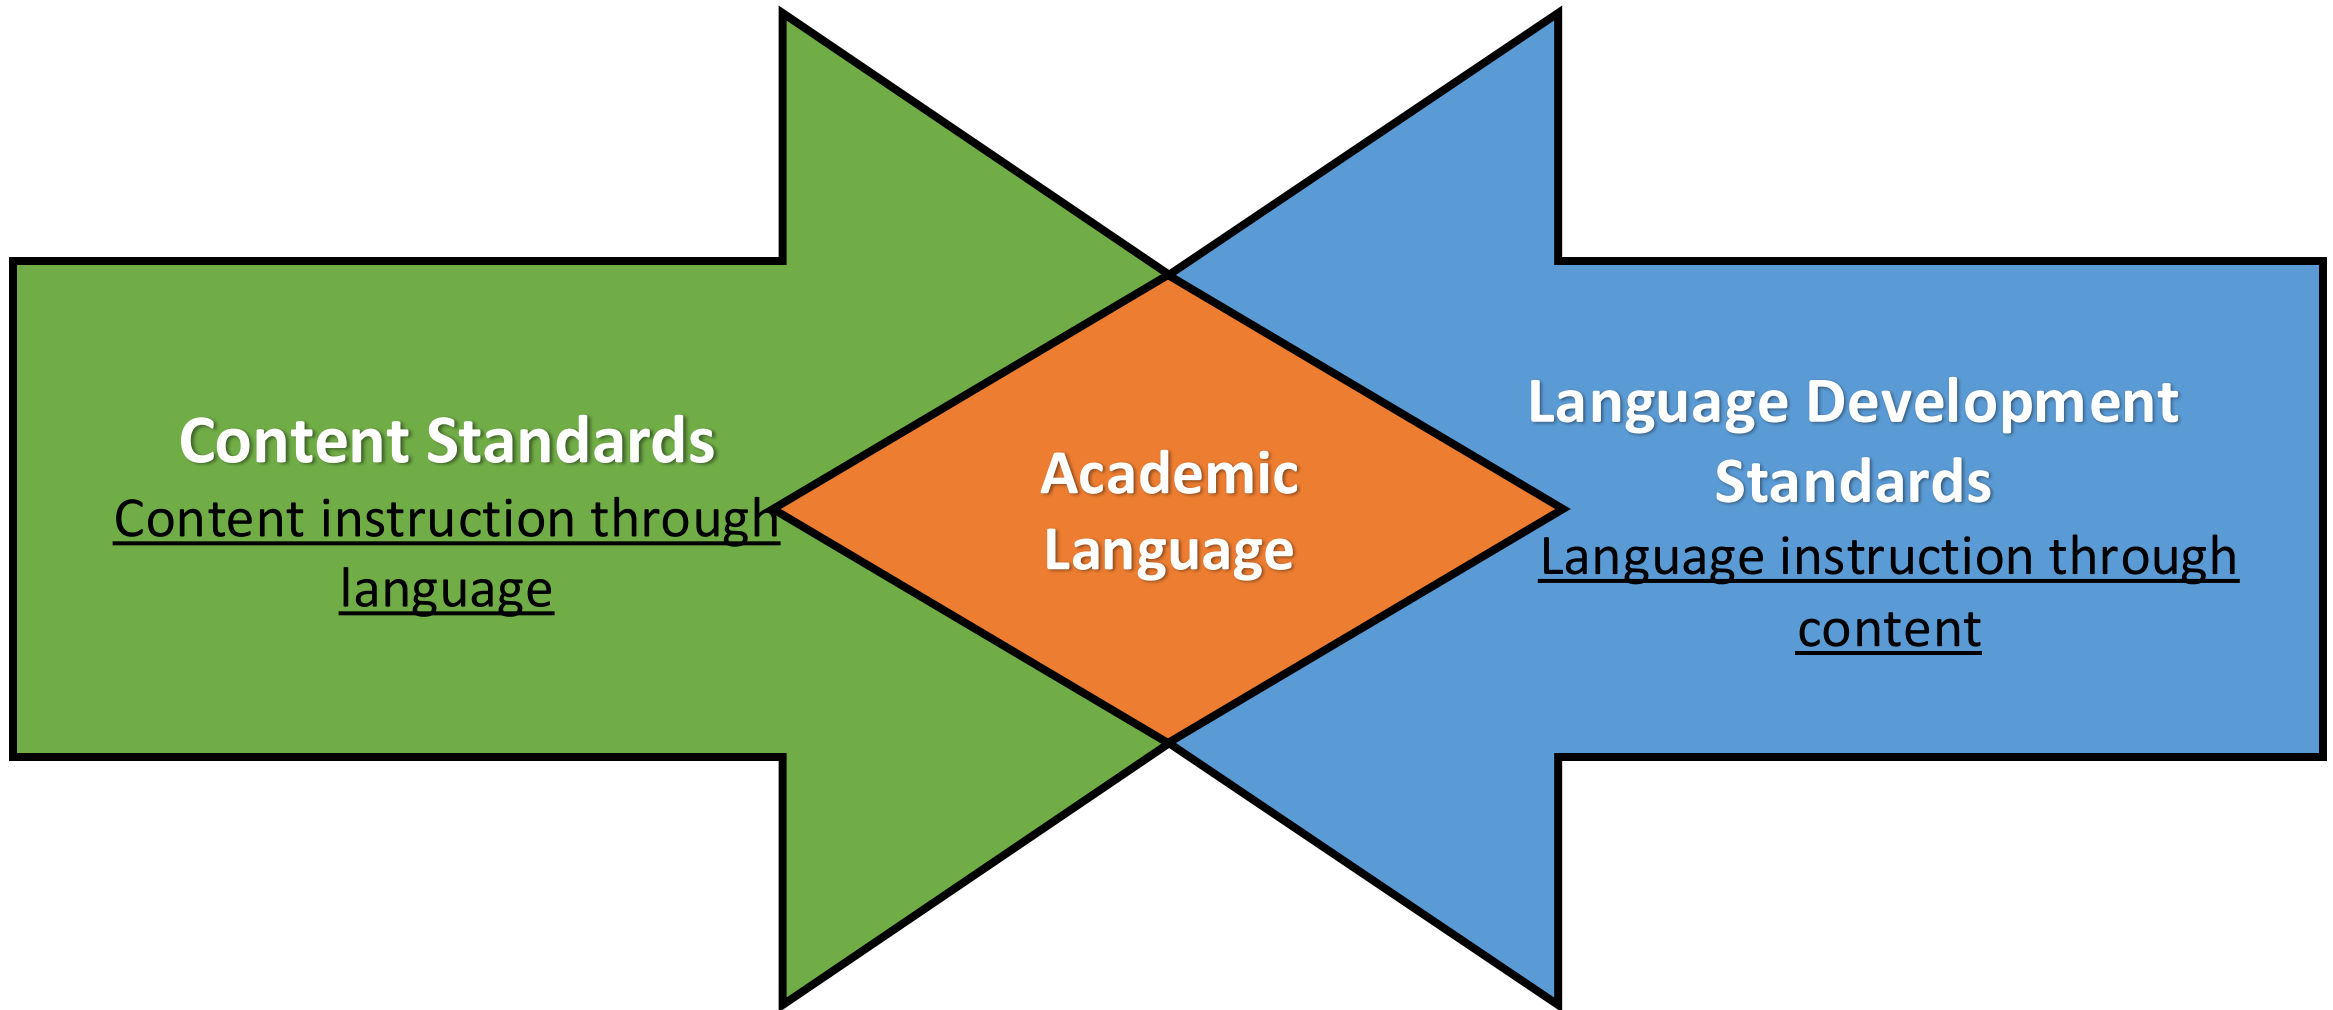 Content Standards
Content instruction through
language
Academic
Language
Language Development
Standards
Language instruction through
content